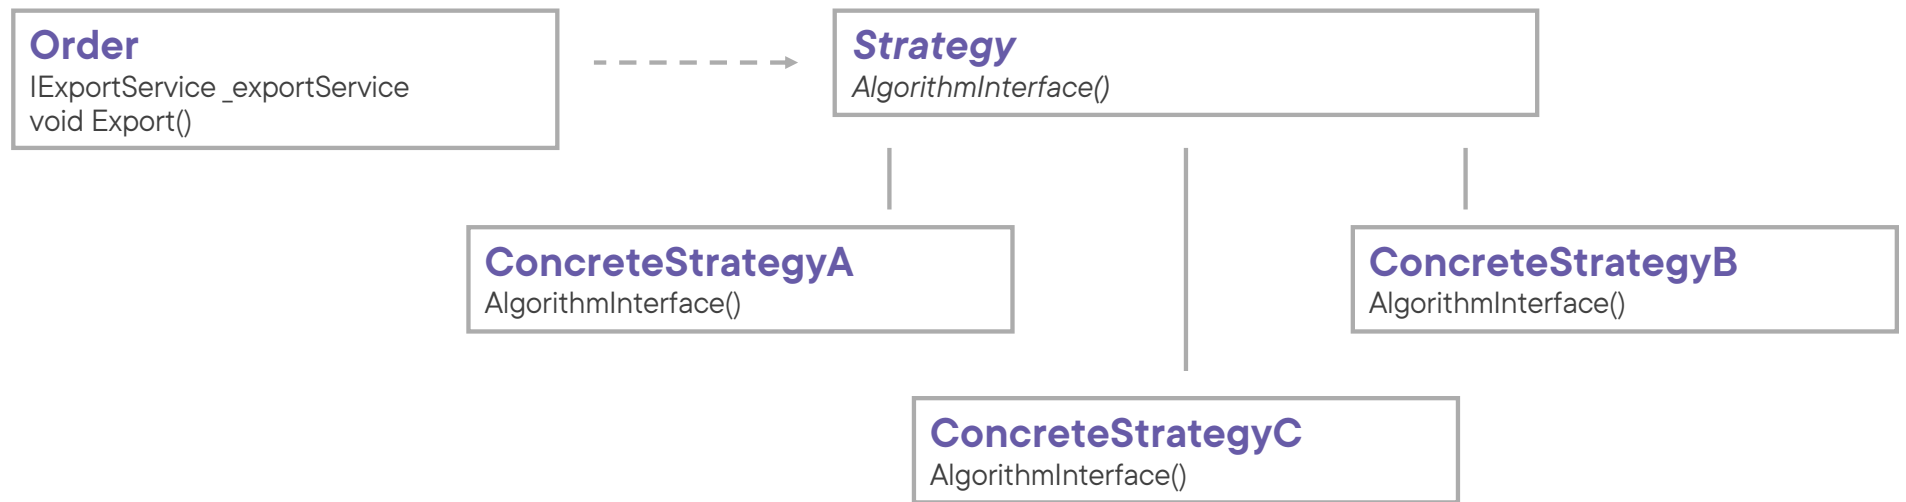 Order
IExportService _exportService
void Export()
Strategy
AlgorithmInterface()
ConcreteStrategyA
AlgorithmInterface()
ConcreteStrategyB
AlgorithmInterface()
ConcreteStrategyC
AlgorithmInterface()